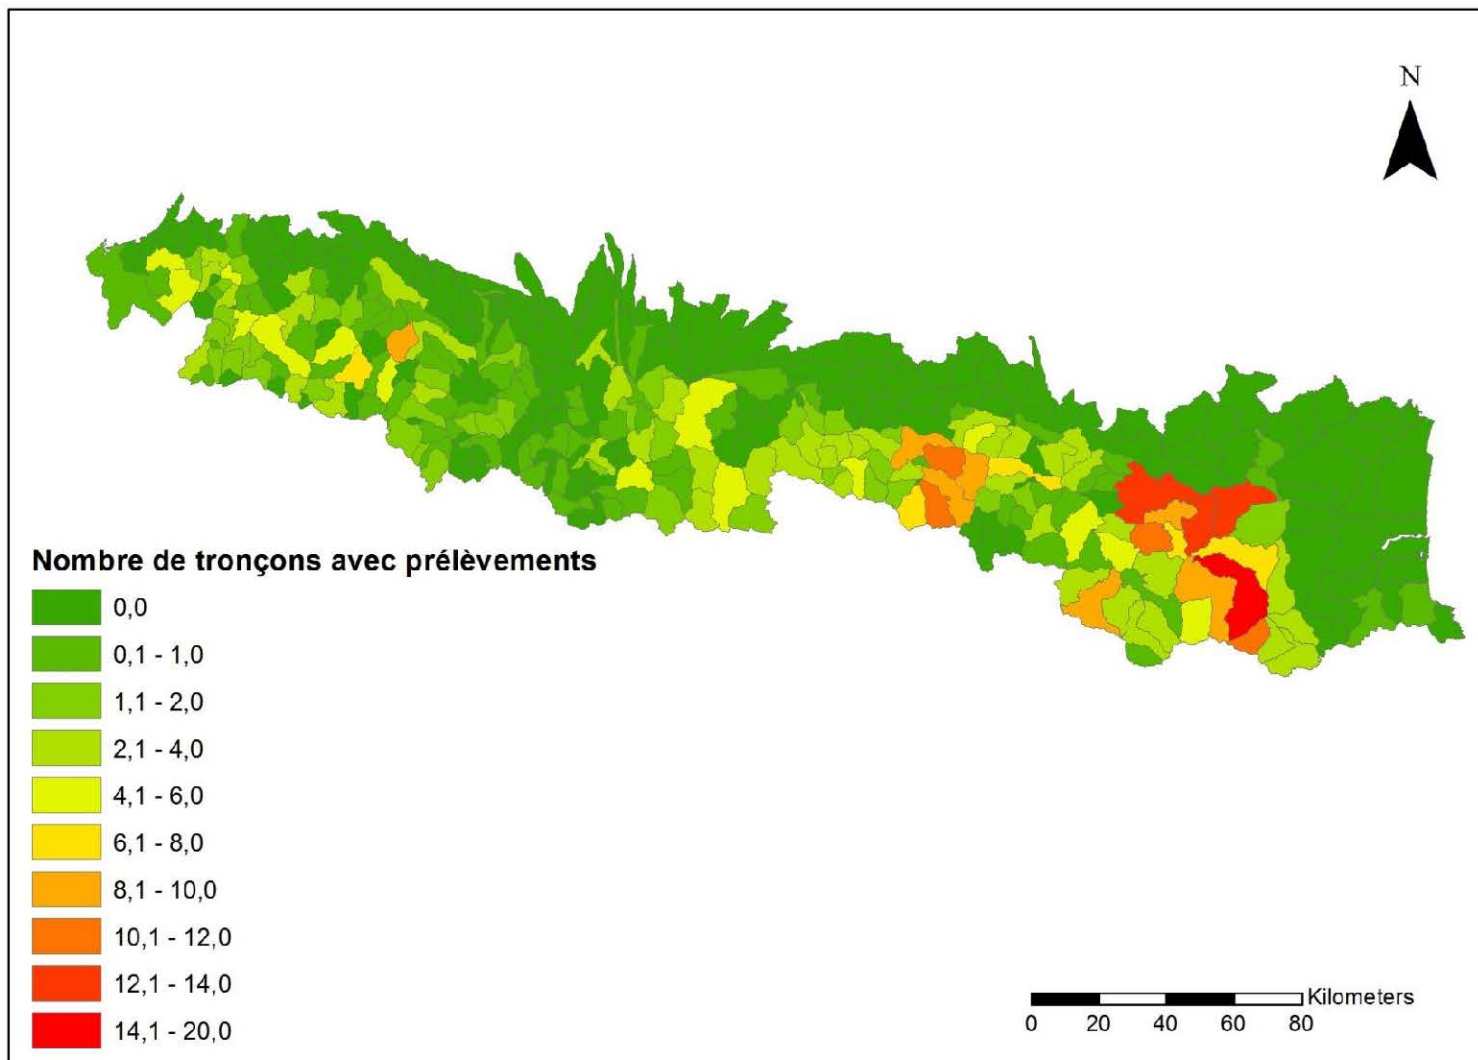 N
Nombre de tronçons avec prélèvements
0,0
0,1 - 1,0
1,1 - 2,0
2,1 - 4,0
4,1 - 6,0
6,1 - 8,0
8,1 - 10,0
10,1 - 12,0
12,1 - 14,0
14,1 - 20,0
Kilometers
0 20 40 60 80